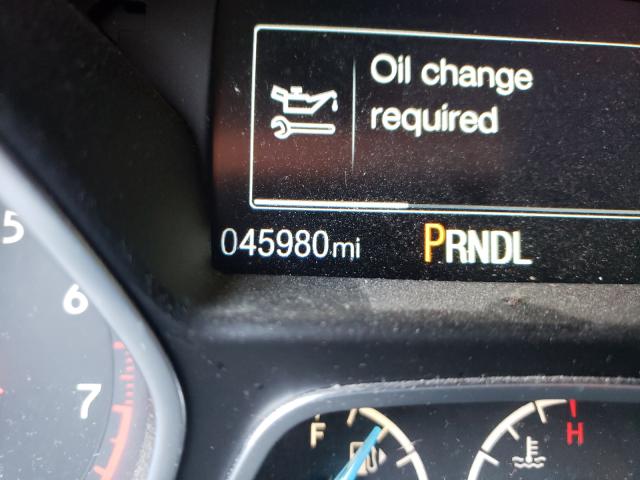 Oil change
required
045980mi PRNDL
5
6
7
F
H